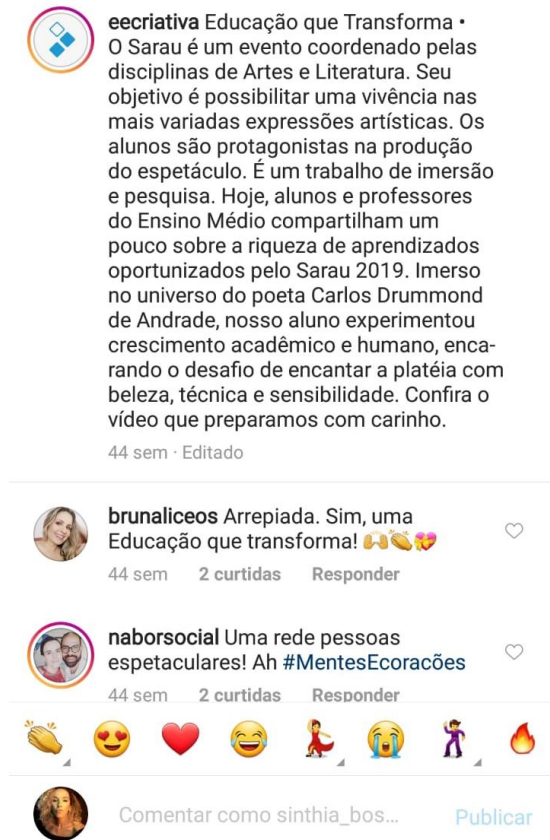 eecriativa Educação que Transforma •
O Sarau é um evento coordenado pelas
disciplinas de Artes e Literatura. Seu
objetivo é possibilitar uma vivência nas
mais variadas expressões artísticas. Os
alunos são protagonistas na produção
do espetáculo. É um trabalho de imersão
e pesquisa. Hoje, alunos e professores
do Ensino Médio compartilham um
pouco sobre a riqueza de aprendizados
oportunizados pelo Sarau 2019. Imerso
no universo do poeta Carlos Drummond
de Andrade, nosso aluno experimentou
crescimento acadêmico e humano, enca-
rando o desafio de encantar a platéia com
beleza, técnica e sensibilidade. Confira o
vídeo que preparamos com carinho.
44 sem · Editado
brunaliceos Arrepiada. Sim, uma
Educação que transforma! 🙌👏💝
44 sem 2 curtidas Responder
naborsocial Uma rede pessoas
espetaculares! Ah #MentesEcoracões
44 sem 2 curtidas Responder
Comentar como sinthia_bos...
Publicar